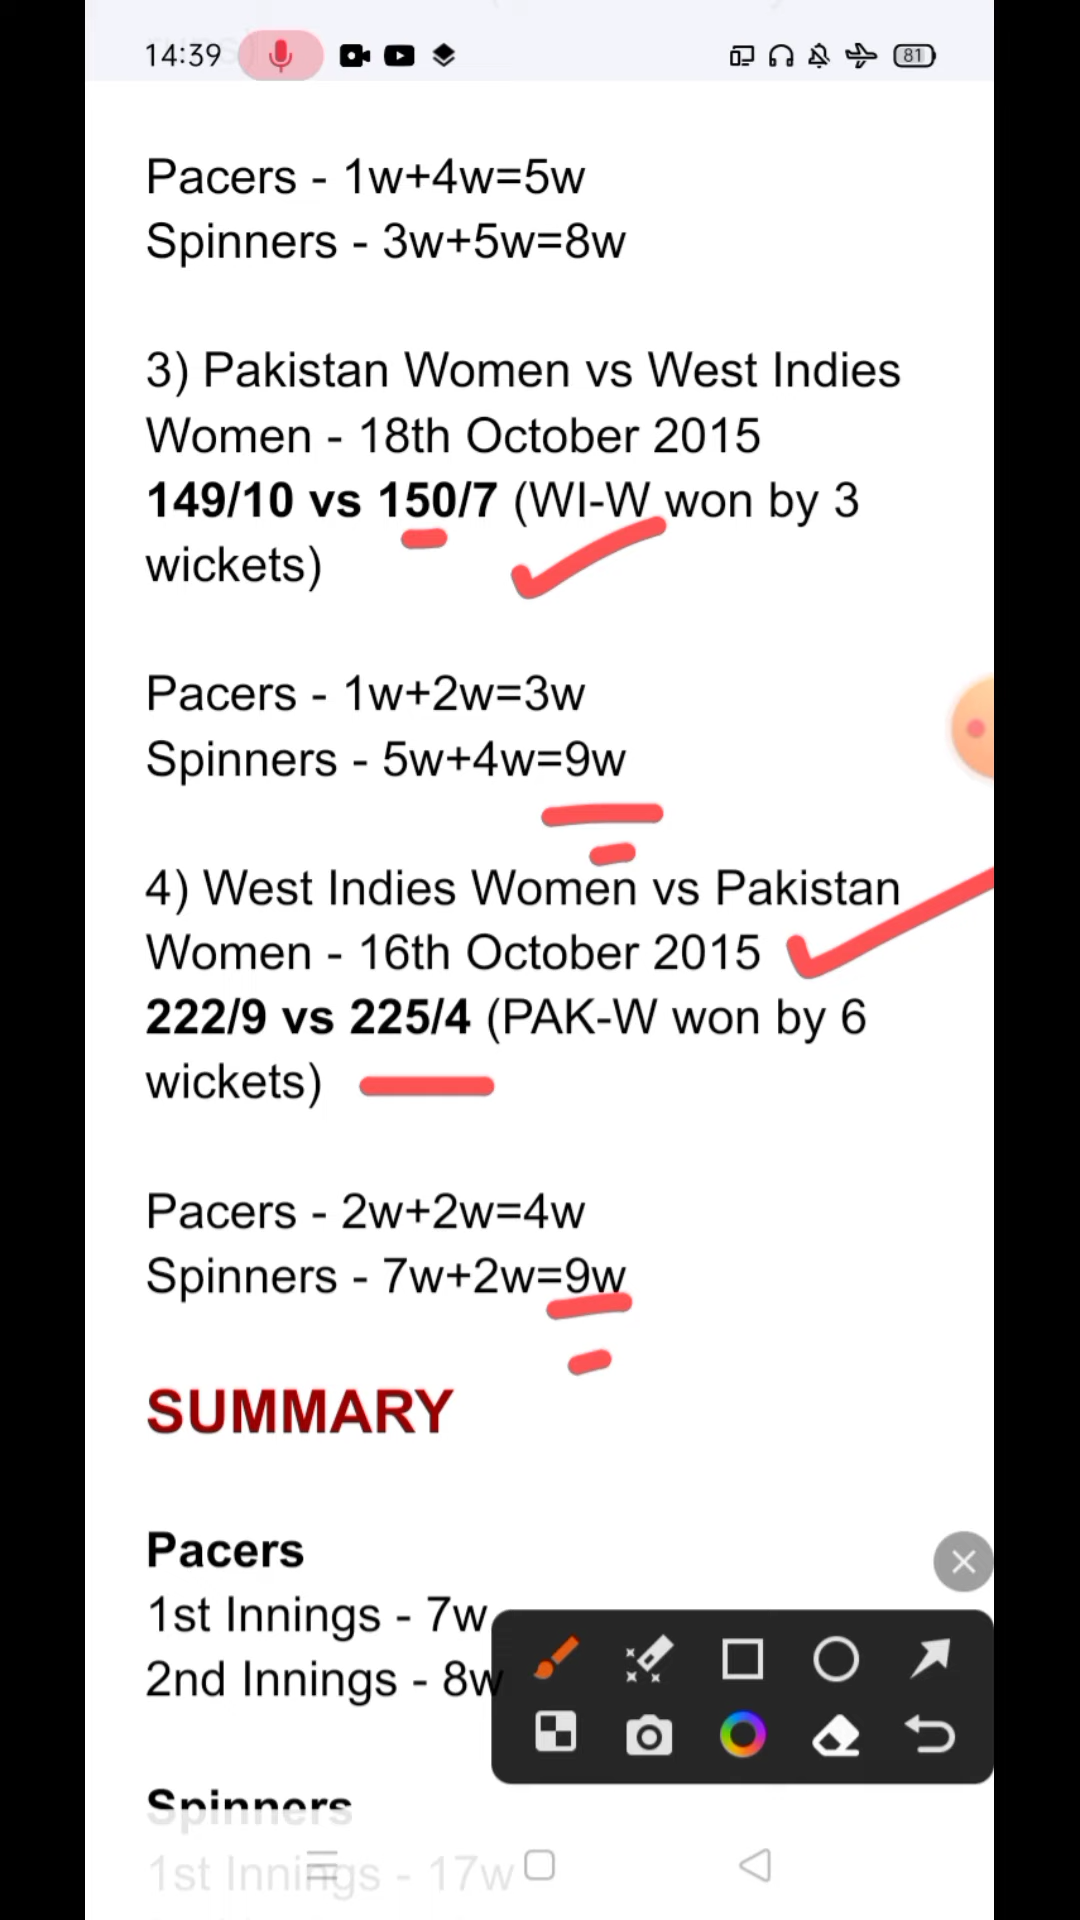 14:39
81
Pacers - 1w+4w=5w
Spinners - 3w+5w=8w
3) Pakistan Women vs West Indies
Women - 18th October 2015
149/10 vs 150/7 (WI-W won by 3
wickets)
Pacers - 1w+2w=3w
Spinners - 5w+4w=9w
4) West Indies Women vs Pakistan
Women - 16th October 2015
222/9 vs 225/4 (PAK-W won by 6
wickets)
Pacers - 2w+2w=4w
Spinners - 7w+2w=9w
SUMMARY
Pacers
1st Innings - 7w
2nd Innings - 8w
Spinners
1st Innings - 17w